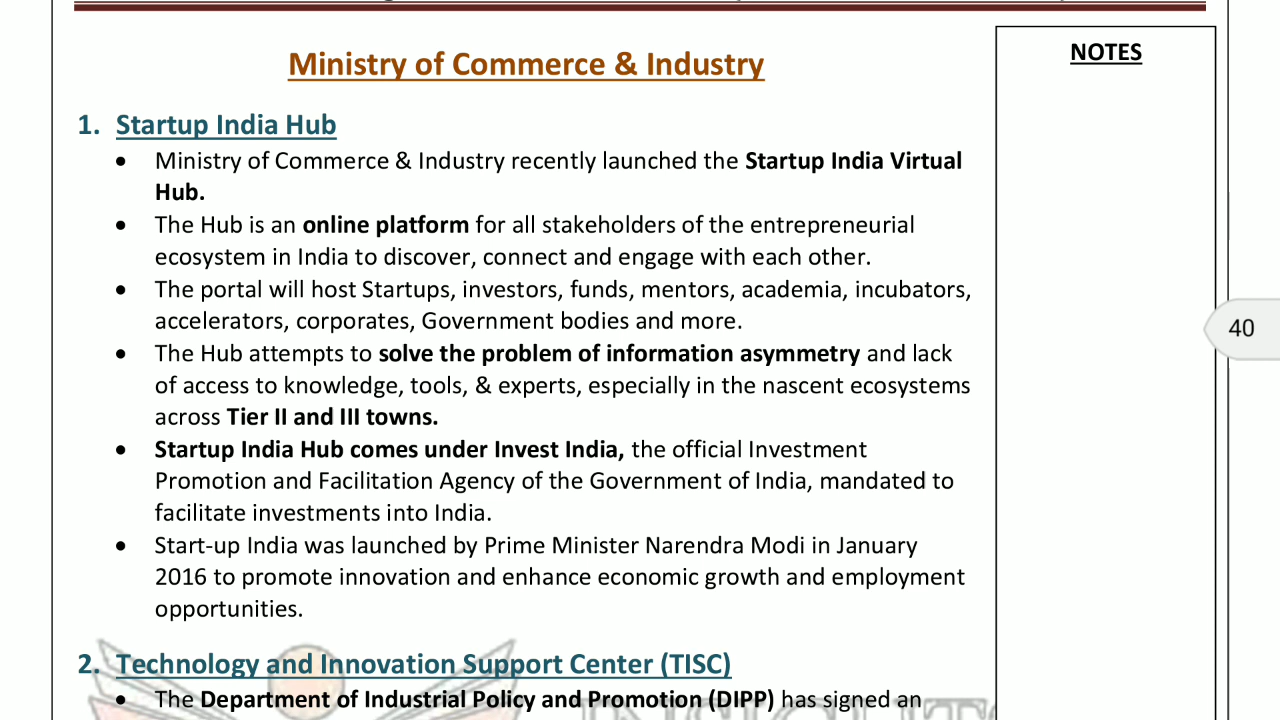 Ministry of Commerce & Industry
NOTES
1. Startup India Hub
• Ministry of Commerce & Industry recently launched the Startup India Virtual
Hub.
• The Hub is an online platform for all stakeholders of the entrepreneurial
ecosystem in India to discover, connect and engage with each other.
• The portal will host Startups, investors, funds, mentors, academia, incubators,
accelerators, corporates, Government bodies and more.
• The Hub attempts to solve the problem of information asymmetry and lack
of access to knowledge, tools, & experts, especially in the nascent ecosystems
across Tier II and III towns.
40
• Startup India Hub comes under Invest India, the official Investment
Promotion and Facilitation Agency of the Government of India, mandated to
facilitate investments into India.
• Start-up India was launched by Prime Minister Narendra Modi in January
2016 to promote innovation and enhance economic growth and employment
opportunities.
2. Technology and Innovation Support Center (TISC)
• The Department of Industrial Policy and Promotion (DIPP) has signed an